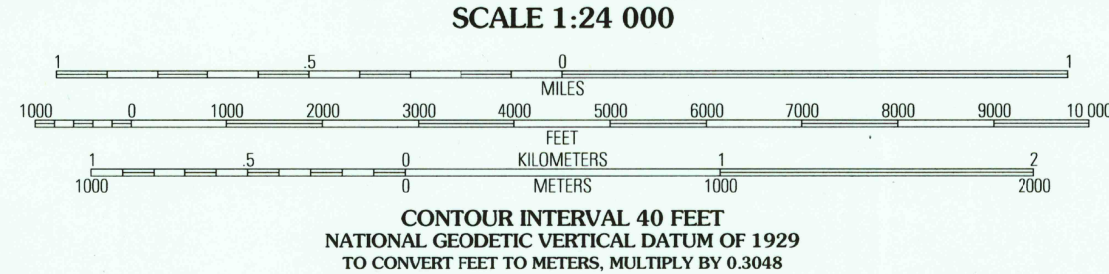 SCALE 1:24 000
1 .5 0 1
MILES
1000 0 1000 2000 3000 4000 5000 6000 7000 8000 9000 10 000
FEET
1 .5 0 KILOMETERS 1 2
1000 0 METERS 1000 2000
CONTOUR INTERVAL 40 FEET
NATIONAL GEODETIC VERTICAL DATUM OF 1929
TO CONVERT FEET TO METERS, MULTIPLY BY 0.3048